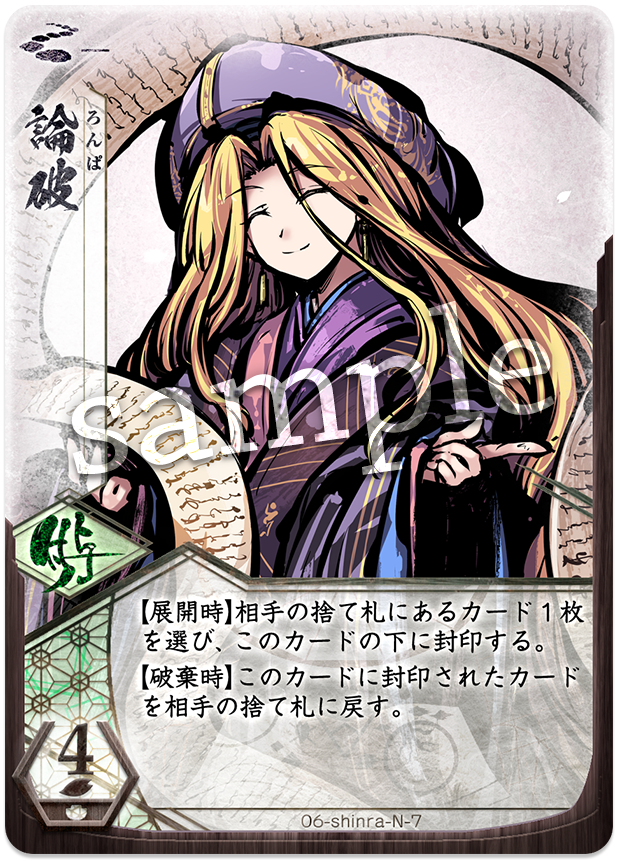 論破
ろんぱ
sample
付与
【展開時】相手の捨て札にあるカード1枚
を選び、このカードの下に封印する。
【破棄時】このカードに封印されたカード
を相手の捨て札に戻す。
4
06-shinra-N-7